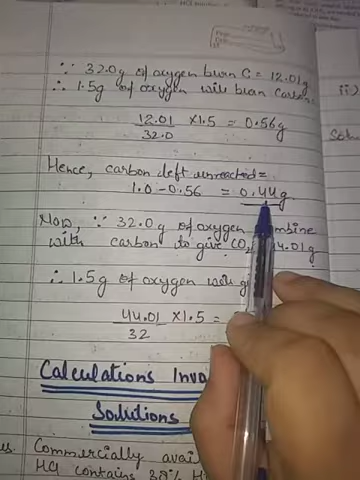 ∵ 32.0g of oxygen burn C = 12.01g
∴ 1.5g of oxygen will burn carbon
12.01/32.0 × 1.5 = 0.56g
ii)
Hence, carbon left unreacted =
1.0 - 0.56 = 0.44g
Now, ∵ 32.0g of oxygen
with carbon to give CO2
∴ 1.5g of oxygen
44.01/32 × 1.5 =
Calculations
Solutions
Commercially
HCl contains 38%